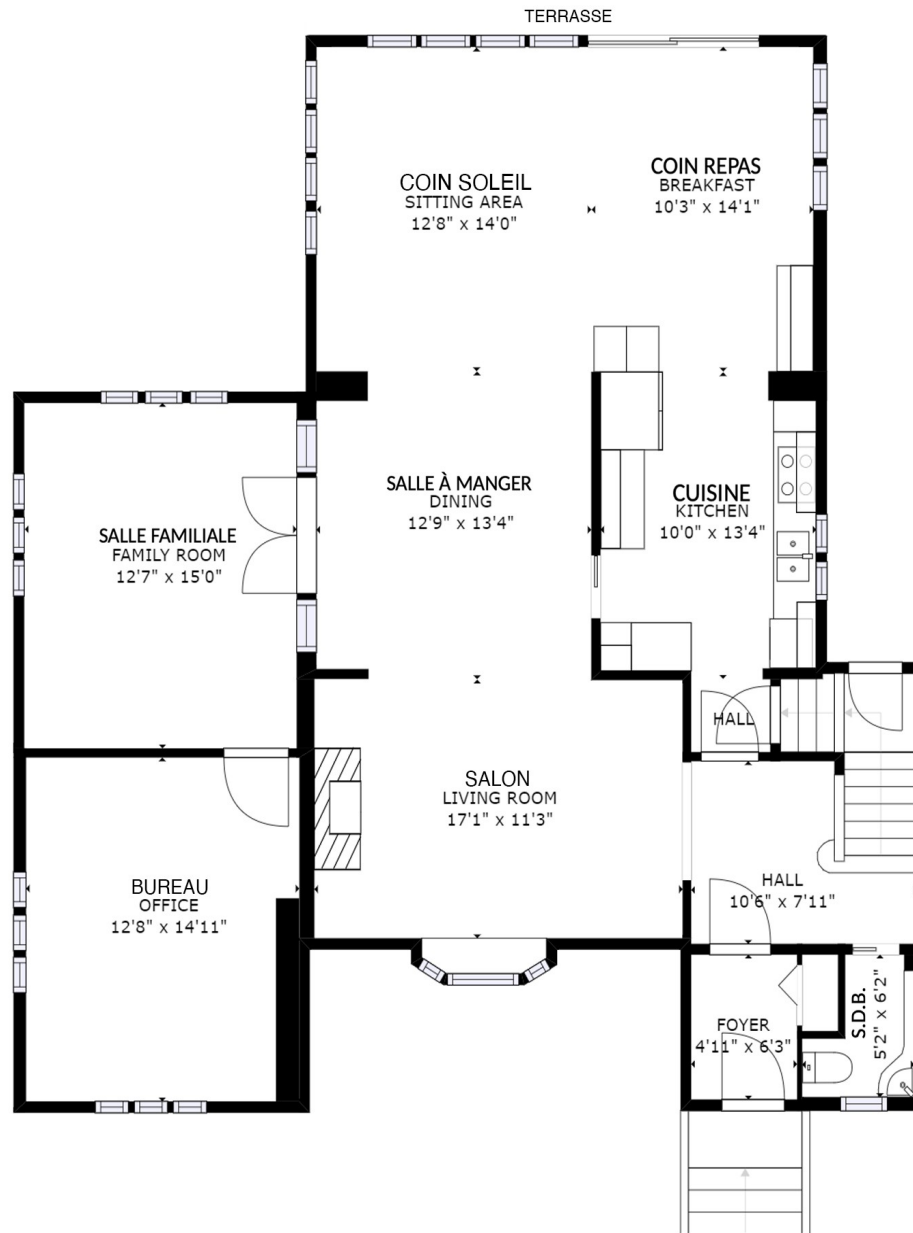 TERRASSE
COIN SOLEIL
SITTING AREA
12'8" x 14'0"
COIN REPAS
BREAKFAST
10'3" x 14'1"
SALLE FAMILIALE
FAMILY ROOM
12'7" x 15'0"
SALLE À MANGER
DINING
12'9" x 13'4"
CUISINE
KITCHEN
10'0" x 13'4"
HALL
SALON
LIVING ROOM
17'1" x 11'3"
BUREAU
OFFICE
12'8" x 14'11"
HALL
10'6" x 7'11"
FOYER
4'11" x 6'3"
S.D.B.
5'2" x 6'2"